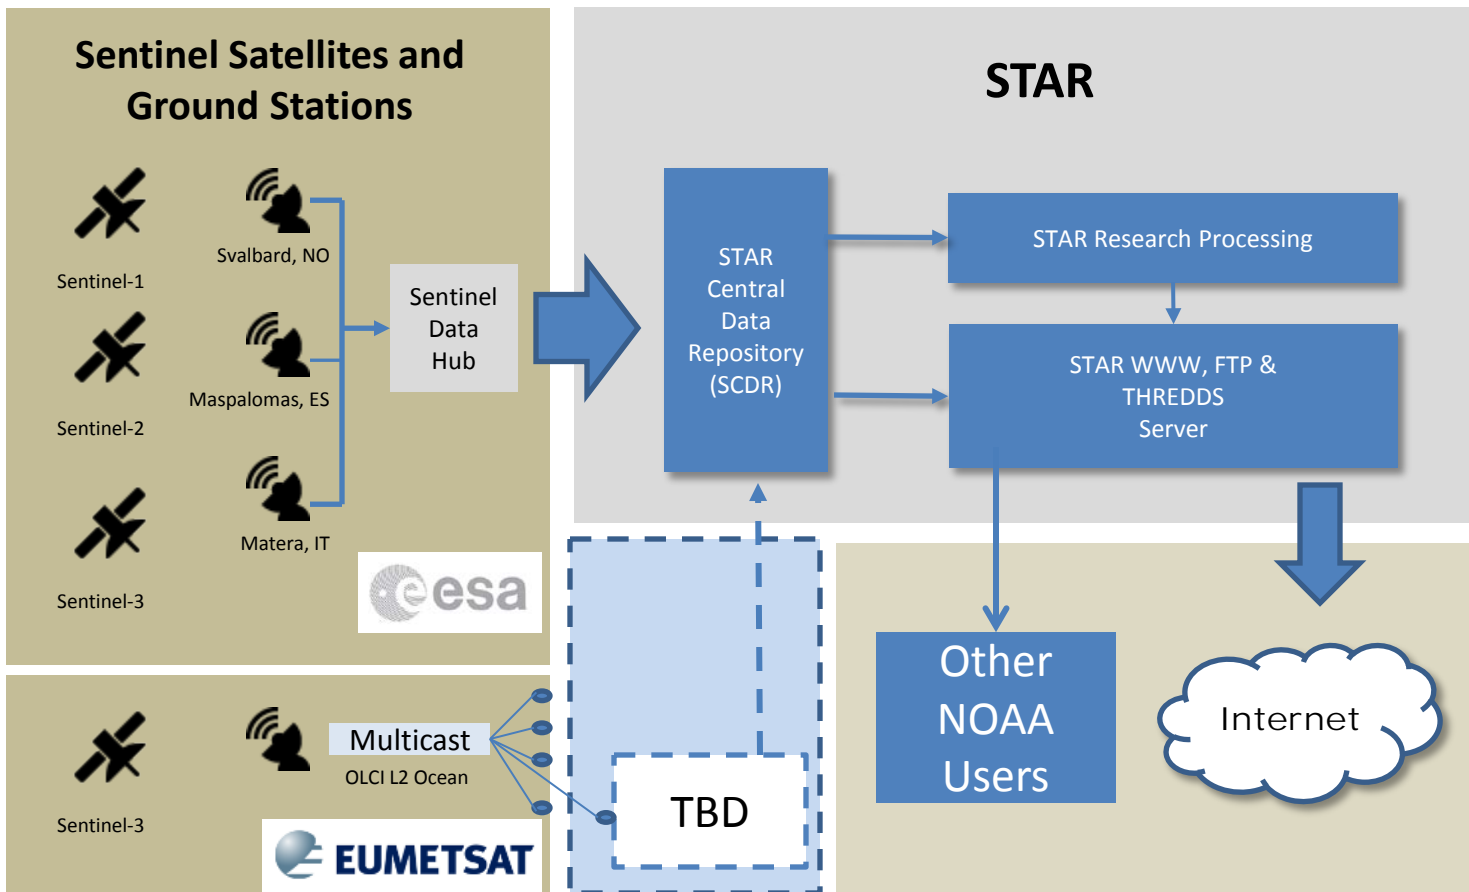 Sentinel Satellites and
Ground Stations
Sentinel-1
Svalbard, NO
Sentinel-2
Maspalomas, ES
Sentinel-3
Matera, IT
Sentinel
Data
Hub
esa
STAR
STAR
Central
Data
Repository
(SCDR)
STAR Research Processing
STAR WWW, FTP &
THREDDS
Server
Sentinel-3
Multicast
OLCI L2 Ocean
EUMETSAT
TBD
Other
NOAA
Users
Internet